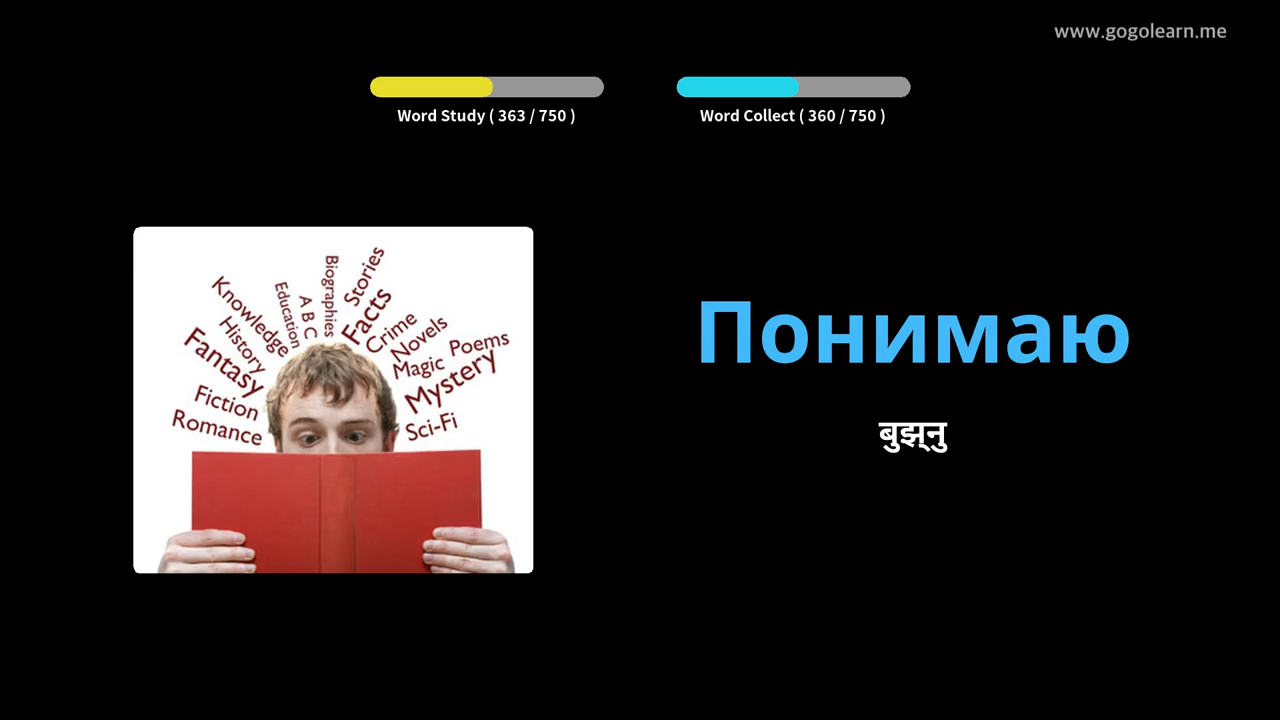 www.gogolearn.me
Word Study ( 363 / 750 )
Word Collect ( 360 / 750 )
Knowledge
Education
A B C
Biographies
Stories
Facts
Crime
Novels
Poems
Magic
Mystery
Sci-Fi
History
Fantasy
Fiction
Romance
Понимаю
बुझ्नु